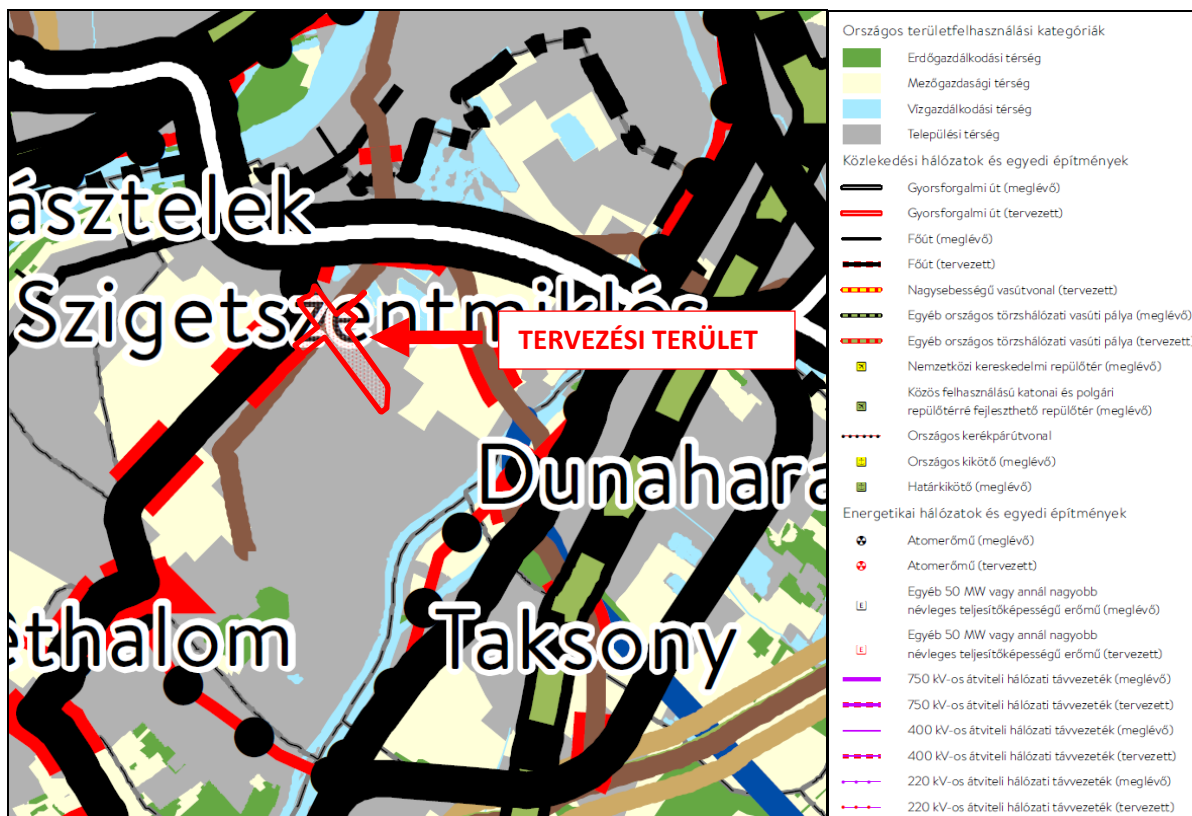 ásztelek
Szigetszentmiklós
TERVEZÉSI TERÜLET
Dunahara
Taksony
éthalom
Országos területfelhasználási kategóriák
Erdőgazdálkodási térség
Mezőgazdasági térség
Vízgazdálkodási térség
Települési térség
Közlekedési hálózatok és egyedi építmények
Gyorsforgalmi út (meglévő)
Gyorsforgalmi út (tervezett)
Főút (meglévő)
Főút (tervezett)
Nagysebességű vasútvonal (tervezett)
Egyéb országos törzshálózati vasúti pálya (meglévő)
Egyéb országos törzshálózati vasúti pálya (tervezett)
Nemzetközi kereskedelmi repülőtér (meglévő)
Közös felhasználású katonai és polgári
repülőtérré fejleszthető repülőtér (meglévő)
Országos kerékpárútvonal
Országos kikötő (meglévő)
Határkikötő (meglévő)
Energetikai hálózatok és egyedi építmények
Atomerőmű (meglévő)
Atomerőmű (tervezett)
Egyéb 50 MW vagy annál nagyobb
névleges teljesítőképességű erőmű (meglévő)
Egyéb 50 MW vagy annál nagyobb
névleges teljesítőképességű erőmű (tervezett)
750 kV-os átviteli hálózati távvezeték (meglévő)
750 kV-os átviteli hálózati távvezeték (tervezett)
400 kV-os átviteli hálózati távvezeték (meglévő)
400 kV-os átviteli hálózati távvezeték (tervezett)
220 kV-os átviteli hálózati távvezeték (meglévő)
220 kV-os átviteli hálózati távvezeték (tervezett)